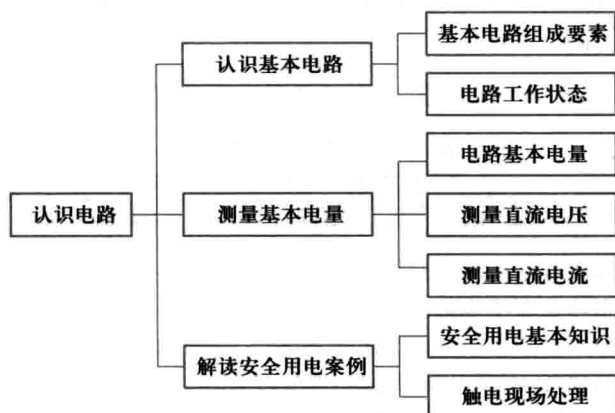 认识电路
认识基本电路
基本电路组成要素
电路工作状态
测量基本电量
电路基本电量
测量直流电压
测量直流电流
解读安全用电案例
安全用电基本知识
触电现场处理